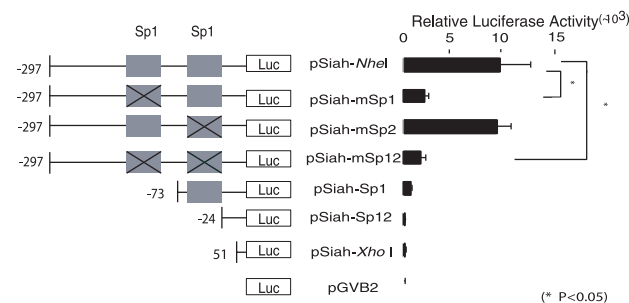 Relative Luciferase Activity(×10³)
Sp1 Sp1 0 5 10 15
-297 Luc pSiah-NheI
*
-297 Luc pSiah-mSp1
*
-297 Luc pSiah-mSp2
-297 Luc pSiah-mSp12
-73 Luc pSiah-Sp1
-24 Luc pSiah-Sp12
51 Luc pSiah-Xho I
Luc pGVB2
(* P<0.05)